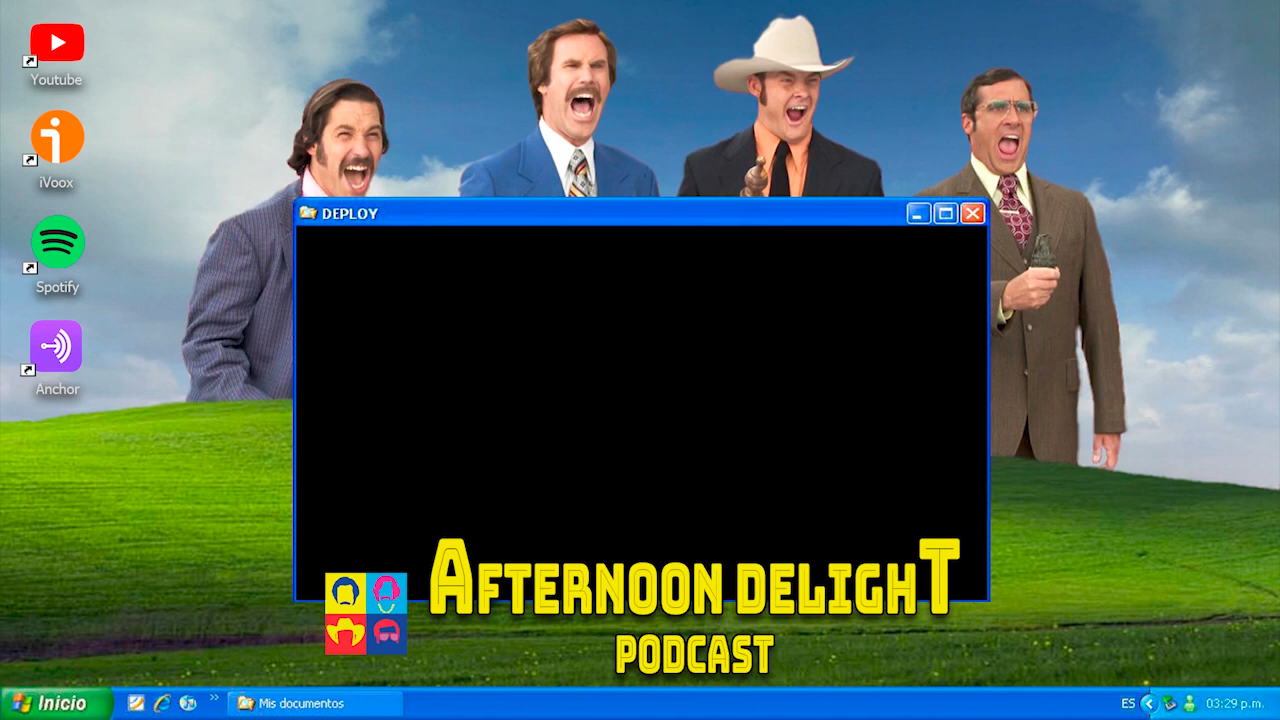 Youtube
iVoox
Spotify
Anchor
DEPLOY
AFTERNOON DELIGHT
PODCAST
Inicio
Mis documentos
ES
03:29 p.m.